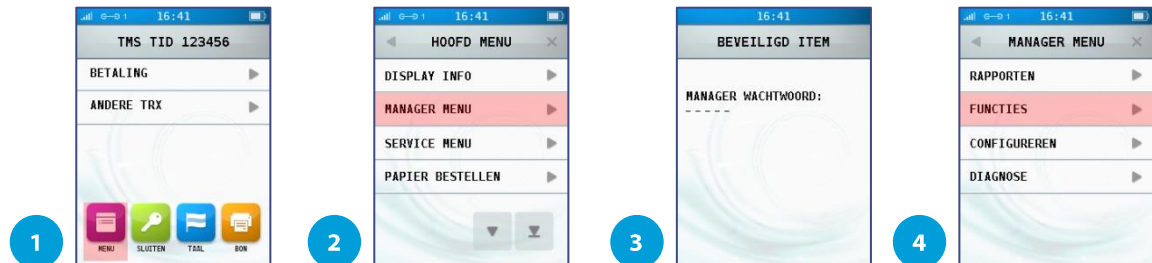 16:41
TMS TID 123456
BETALING
ANDERE TRX
MENU
SLUITEN
TAAL
BON
1
16:41
HOOFD MENU
DISPLAY INFO
MANAGER MENU
SERVICE MENU
PAPIER BESTELLEN
2
16:41
BEVEILIGD ITEM
MANAGER WACHTWOORD:
- - - - -
3
16:41
MANAGER MENU
RAPPORTEN
FUNCTIES
CONFIGUREREN
DIAGNOSE
4